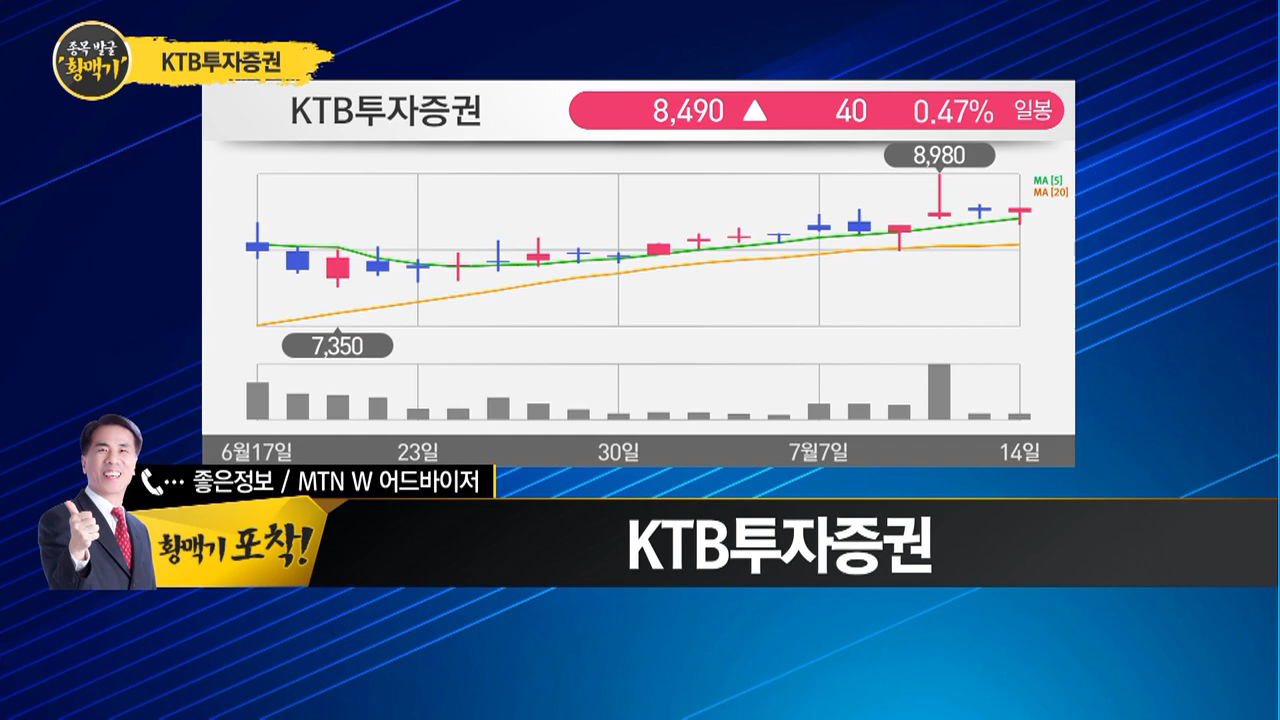 종목 발굴
'황맥기'
KTB투자증권
KTB투자증권
8,490 ▲ 40 0.47% 일봉
8,980
MA [5]
MA [20]
7,350
6월17일 23일 30일 7월7일 14일
… 좋은정보 / MTN W 어드바이저
황맥기 포착!
KTB투자증권